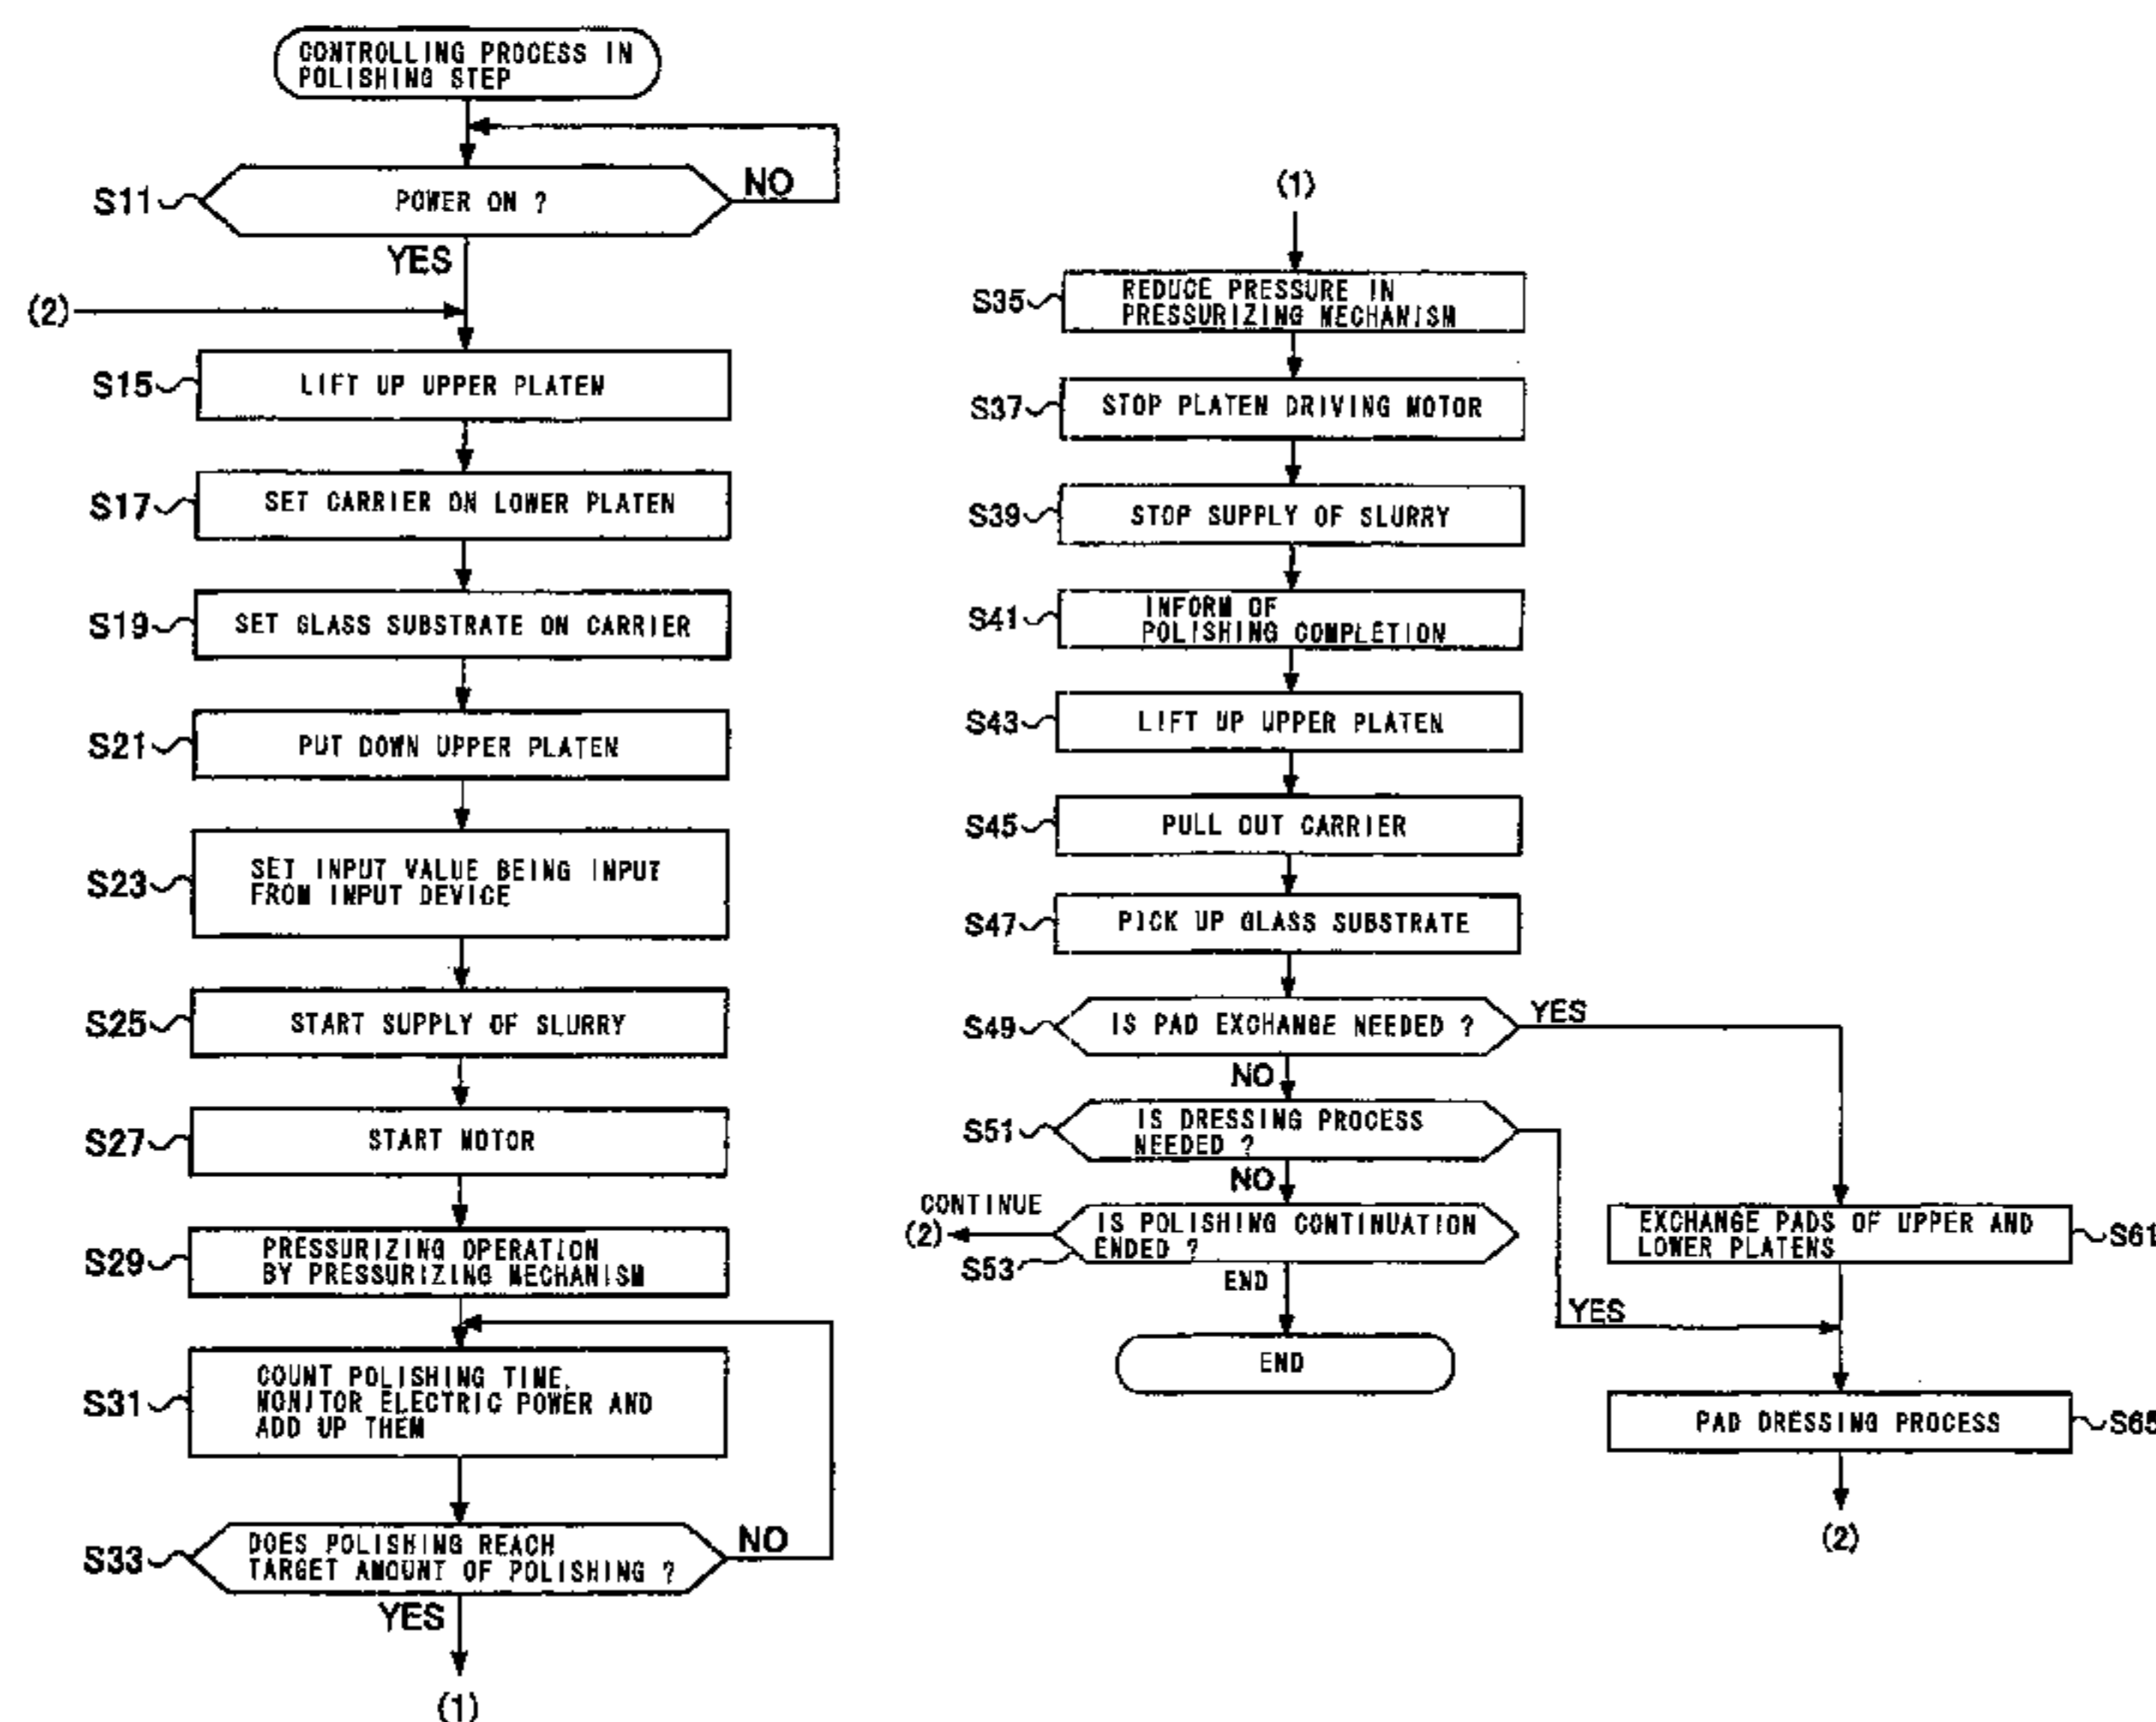 CONTROLLING PROCESS IN
POLISHING STEP
S11
POWER ON ?
NO
YES
(2)
S15
LIFT UP UPPER PLATEN
S17
SET CARRIER ON LOWER PLATEN
S19
SET GLASS SUBSTRATE ON CARRIER
S21
PUT DOWN UPPER PLATEN
S23
SET INPUT VALUE BEING INPUT
FROM INPUT DEVICE
S25
START SUPPLY OF SLURRY
S27
START MOTOR
S29
PRESSURIZING OPERATION
BY PRESSURIZING MECHANISM
S31
COUNT POLISHING TIME,
MONITOR ELECTRIC POWER AND
ADD UP THEM
S33
DOES POLISHING REACH
TARGET AMOUNT OF POLISHING ?
NO
YES
(1)
(1)
S35
REDUCE PRESSURE IN
PRESSURIZING MECHANISM
S37
STOP PLATEN DRIVING MOTOR
S39
STOP SUPPLY OF SLURRY
S41
INFORM OF
POLISHING COMPLETION
S43
LIFT UP UPPER PLATEN
S45
PULL OUT CARRIER
S47
PICK UP GLASS SUBSTRATE
S49
IS PAD EXCHANGE NEEDED ?
YES
NO
S51
IS DRESSING PROCESS
NEEDED ?
NO
YES
CONTINUE
(2)
S53
IS POLISHING CONTINUATION
ENDED ?
END
END
EXCHANGE PADS OF UPPER AND
LOWER PLATENS
S61
PAD DRESSING PROCESS
S65
(2)